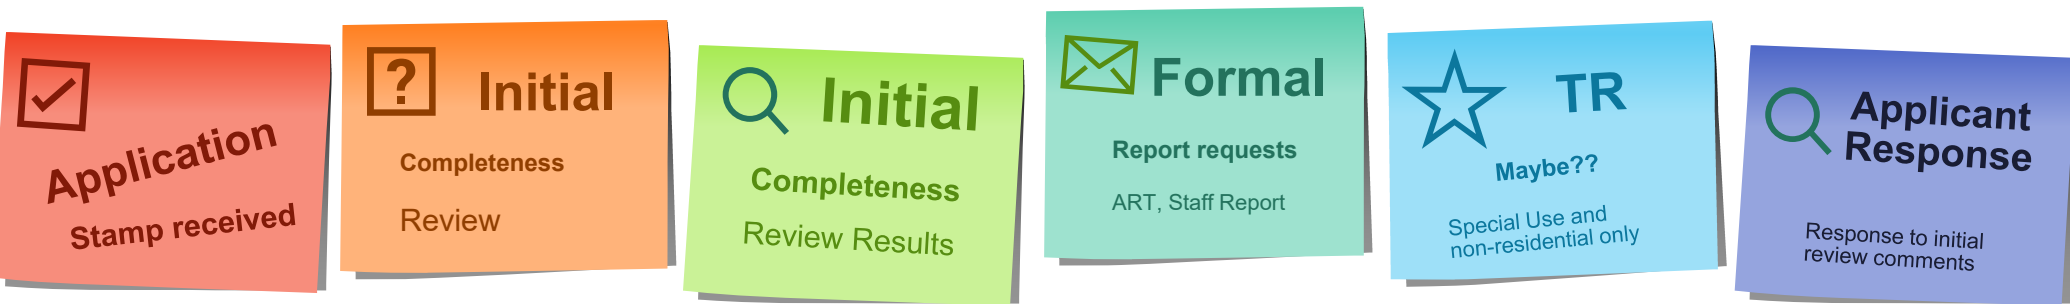 Application
Stamp received
?
Initial
Completeness
Review
Initial
Completeness
Review Results
Formal
Report requests
ART, Staff Report
TR
Maybe??
Special Use and
non-residential only
Applicant
Response
Response to initial
review comments